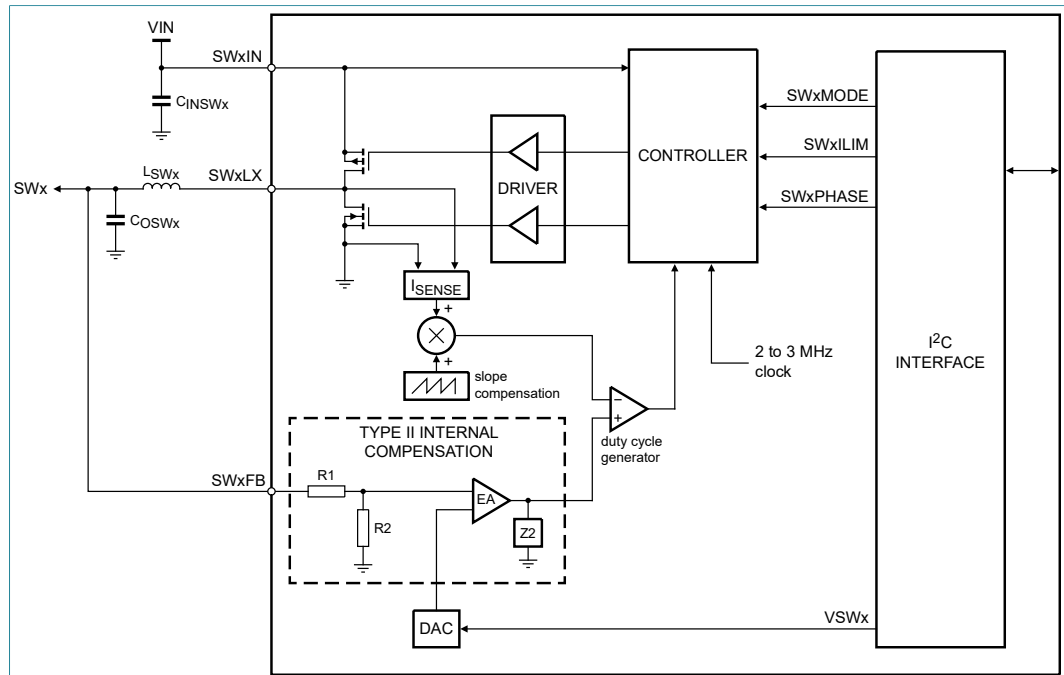 VIN
SWxIN
CINSWx
SWxMODE
CONTROLLER
SWxILIM
LSWx
SWx
SWxLX
DRIVER
SWxPHASE
COSWx
ISENSE
+
+
slope
compensation
2 to 3 MHz
clock
I²C
INTERFACE
−
+
duty cycle
generator
TYPE II INTERNAL
COMPENSATION
SWxFB
R1
EA
R2
Z2
DAC
VSWx